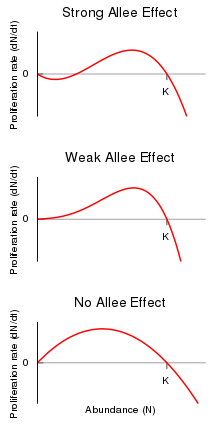 Strong Allee Effect
Proliferation rate (dN/dt)
0
K
Weak Allee Effect
Proliferation rate (dN/dt)
0
K
No Allee Effect
Proliferation rate (dN/dt)
0
K
Abundance (N)